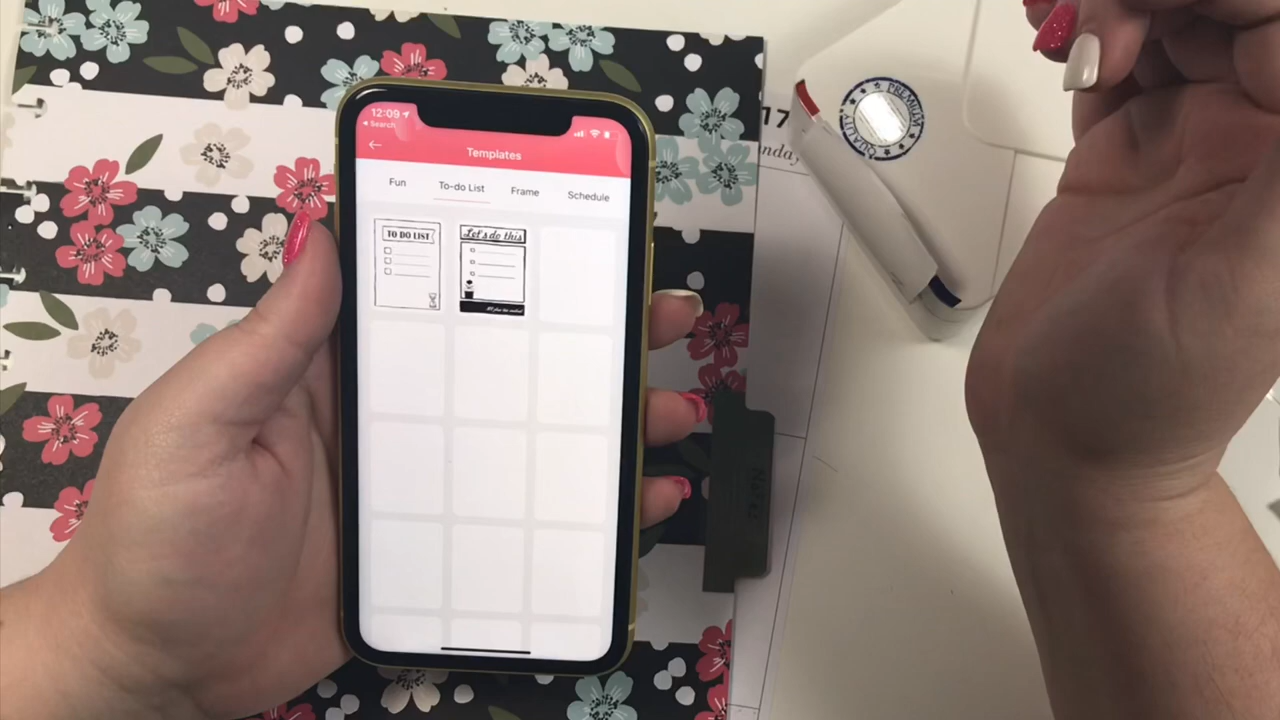 12:09
Search
Templates
Fun
To-do List
Frame
Schedule
TO DO LIST
Let's do this
17
nday
PREMIUM
QUALITY